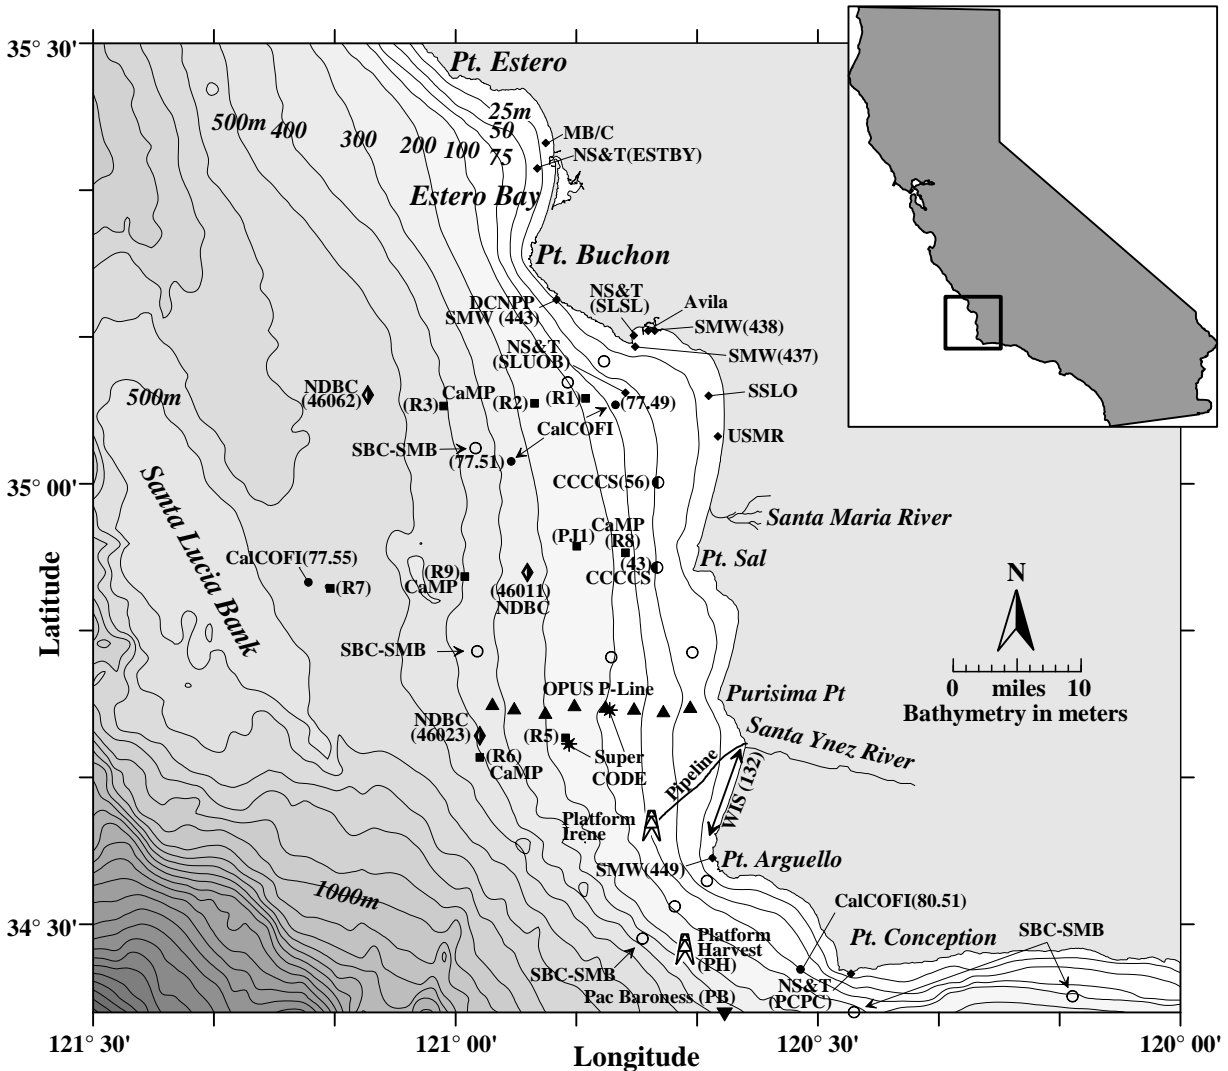 35° 30'
Pt. Estero
25m
50
75
500m
400
300
200
100
MB/C
NS&T(ESTBY)
Estero Bay
Pt. Buchon
NS&T
(SLSL)
Avila
DCNPP
SMW (443)
SMW(438)
SMW(437)
NS&T
(SLUOB)
NDBC
(46062)
CaMP
(R3)
(R2)
(R1)
(77.49)
SSLO
500m
CalCOFI
USMR
SBC-SMB
(77.51)
35° 00'
CCCCS(56)
Santa Maria River
Santa Lucia Bank
(PJ1)
CaMP
(R8)
Pt. Sal
CalCOFI(77.55)
(R7)
(R9)
CaMP
(43)
CCCCS
(46011)
NDBC
N
Latitude
SBC-SMB
0 miles 10
Bathymetry in meters
OPUS P-Line
Purisima Pt
NDBC
(46023)
(R5)
Santa Ynez River
(R6)
CaMP
Super
CODE
Pipeline
WIS (132)
Platform
Irene
SMW(449)
Pt. Arguello
1000m
CalCOFI(80.51)
34° 30'
Platform
Harvest
(PH)
Pt. Conception
SBC-SMB
SBC-SMB
NS&T
(PCPC)
Pac Baroness (PB)
121° 30'
121° 00'
120° 30'
120° 00'
Longitude